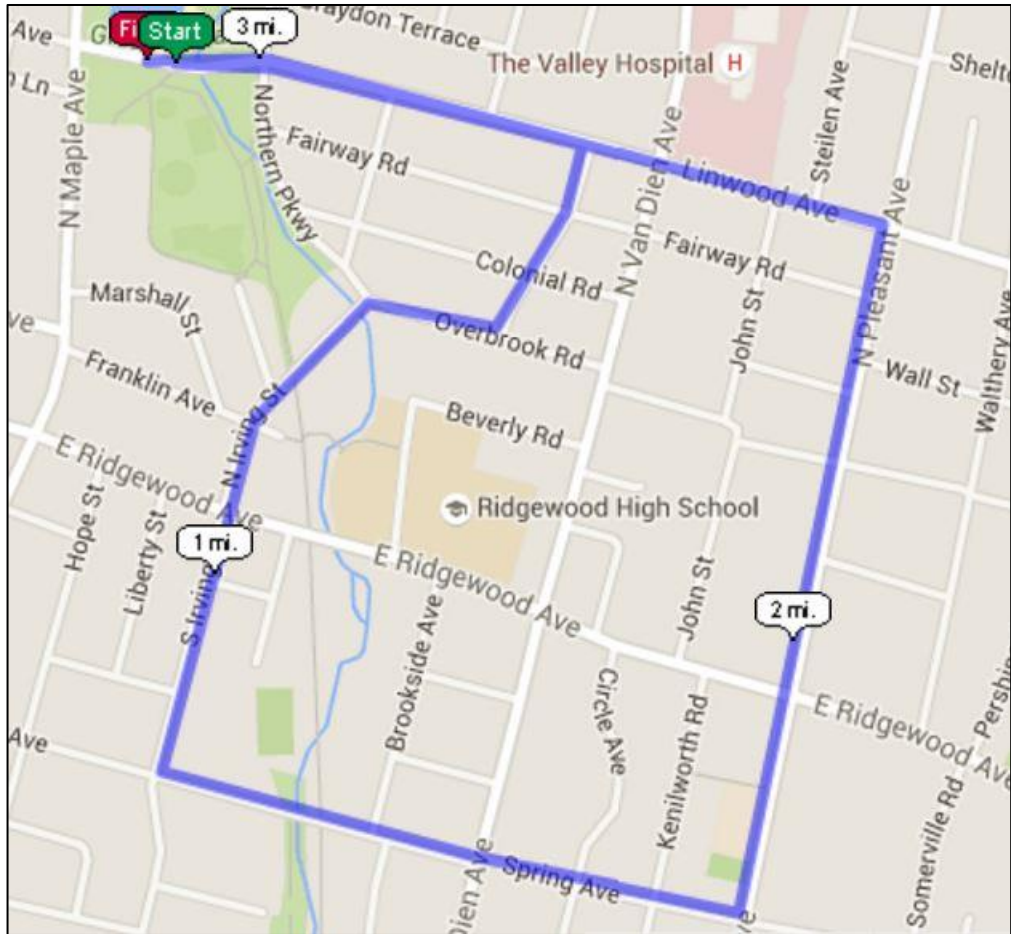 Fi
Start
3 mi.
Graydon Terrace
Ave
The Valley Hospital
H
Shelt
N Maple Ave
Northern Pkwy
Fairway Rd
N Van Dien Ave
Steilen Ave
Linwood Ave
n Ln
Colonial Rd
Fairway Rd
N Pleasant Ave
Marshall St
Overbrook Rd
John St
Wall St
Walthery Ave
ve
Franklin Ave
N Irving St
Beverly Rd
E Ridgewood Ave
Ridgewood High School
Hope St
Liberty St
1 mi.
S Irving
E Ridgewood Ave
John St
2 mi.
Brookside Ave
Circle Ave
Kenilworth Rd
E Ridgewood Ave
Pershin
Ave
Somerville Rd
Spring Ave
Dien Ave
ve